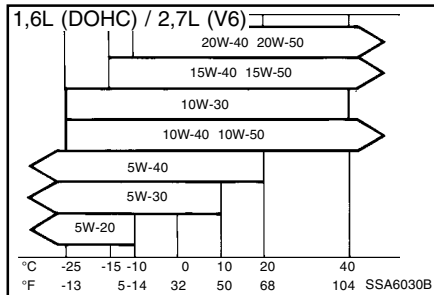 1,6L (DOHC) / 2,7L (V6)
20W-40 20W-50
15W-40 15W-50
10W-30
10W-40 10W-50
5W-40
5W-30
5W-20
°C -25 -15 -10 0 10 20 40
°F -13 5-14 32 50 68 104 SSA6030B